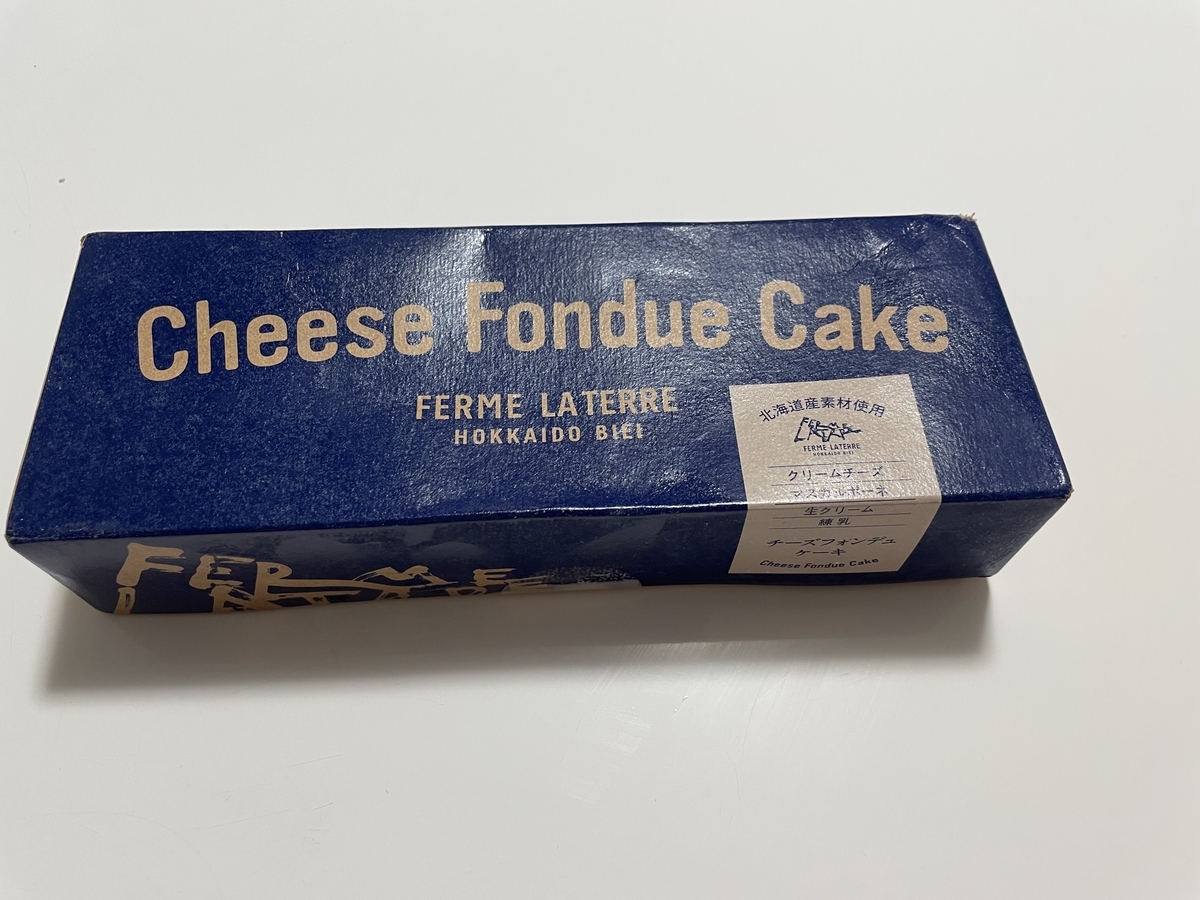 Cheese Fondue Cake
FERME LATERRE
HOKKAIDO BIEI
北海道産素材使用
FERME LATERRE
HOKKAIDO BIEI
クリームチーズ
マスカルポーネ
生クリーム
練乳
チーズフォンデュ
ケーキ
Cheese Fondue Cake
FERME